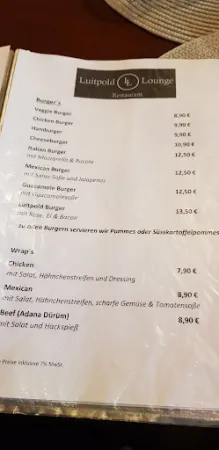 Luitpold LL Lounge
Restaurant
Burger´s
Veggie Burger 8,90 €
Chicken Burger 9,90 €
Hamburger 9,90 €
Cheeseburger 10,90 €
Italian Burger 12,50 €
mit Mozzarella & Rucola
Mexican Burger 12,50 €
mit Salsa Soße und Jalapenos
Guacamole Burger 12,50 €
mit Guacamolesoße
Luitpold Burger 13,50 €
mit Käse, Ei & Bacon
zu allen Burgern servieren wir Pommes oder Süsskartoffelpommes
Wrap´s
Chicken 7,90 €
mit Salat, Hähnchenstreifen und Dressing
Mexican 8,90 €
mit Salat, Hähnchenstreifen, scharfe Gemüse & Tomatensoße
Beef (Adana Dürüm) 8,90 €
mit Salat und Hackspieß
Preise inklusive 7% MwSt.